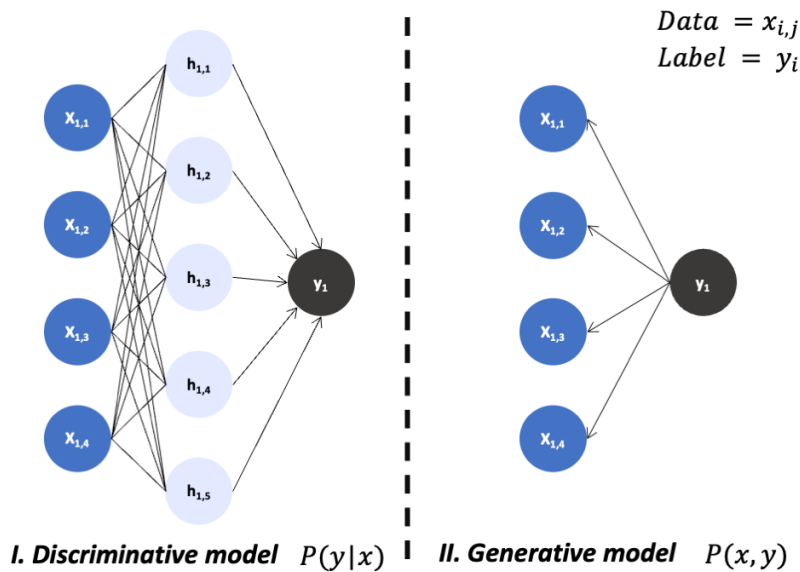 Data = x_{i,j}
Label = y_i
h_{1,1}
X_{1,1}
h_{1,2}
X_{1,2}
h_{1,3}
y_1
X_{1,3}
h_{1,4}
X_{1,4}
h_{1,5}
I. Discriminative model P(y|x)
X_{1,1}
X_{1,2}
y_1
X_{1,3}
X_{1,4}
II. Generative model P(x, y)